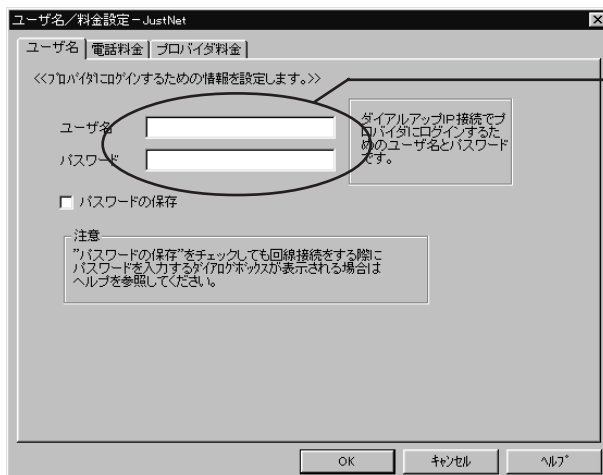 ユーザ名／料金設定－JustNet
ユーザ名 電話料金 プロバイダ料金
<<ﾌﾟﾛﾊﾞｲﾀﾞにﾛｸﾞｲﾝするための情報を設定します。>>
ユーザ名
パスワード
ダイアルアップIP接続でプ
ロバイダにログインするた
めのユーザ名とパスワード
です。
パスワードの保存
注意
"パスワードの保存"をチェックしても回線接続をする際に
パスワードを入力するﾀﾞｲｱﾛｸﾞﾎﾞｯｸｽが表示される場合は
ヘルプを参照してください。
OK キャンセル ﾍﾙﾌﾟ